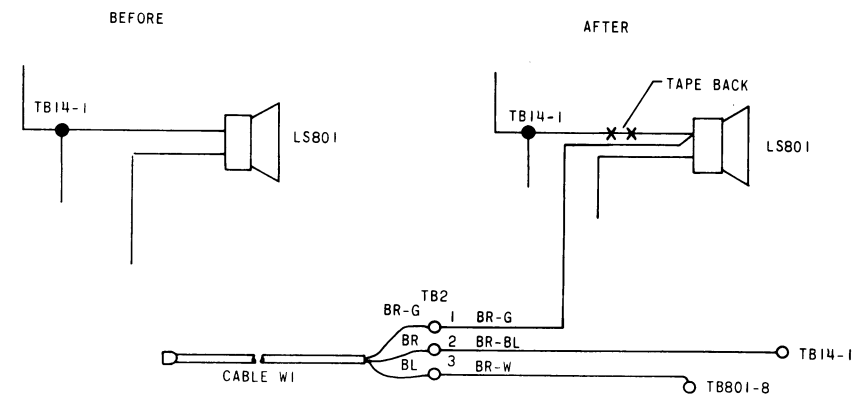 BEFORE
AFTER
TAPE BACK
TB14-1
TB14-1
LS801
LS801
TB2
BR-G
1
BR-G
BR
2
BR-BL
TB14-1
BL
3
BR-W
CABLE W1
TB801-8